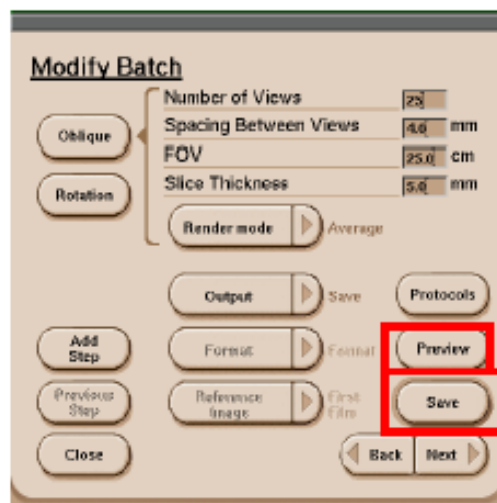 Modify Batch
Number of Views 25
Oblique Spacing Between Views 4.0 mm
FOV 25.0 cm
Rotation Slice Thickness 5.0 mm
Render mode Average
Output Save Protocols
Add Step Format Format Preview
Previous Step Reference Image First Film Save
Close Back Next